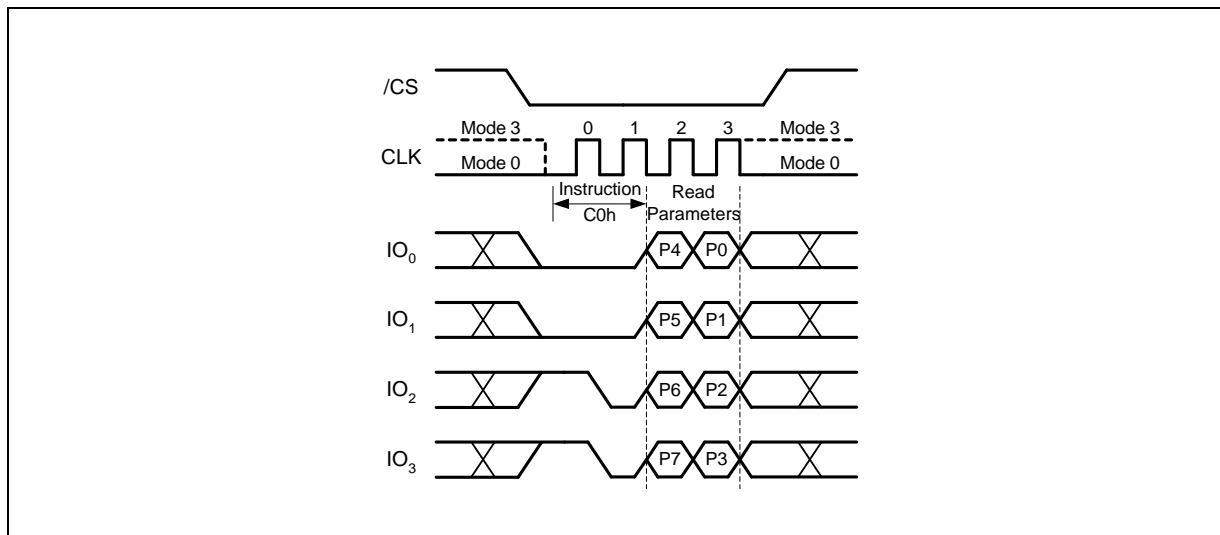 /CS
Mode 3 0 1 2 3 Mode 3
CLK
Mode 0 Mode 0
Instruction Read
C0h Parameters
IO₀ P4 P0
IO₁ P5 P1
IO₂ P6 P2
IO₃ P7 P3